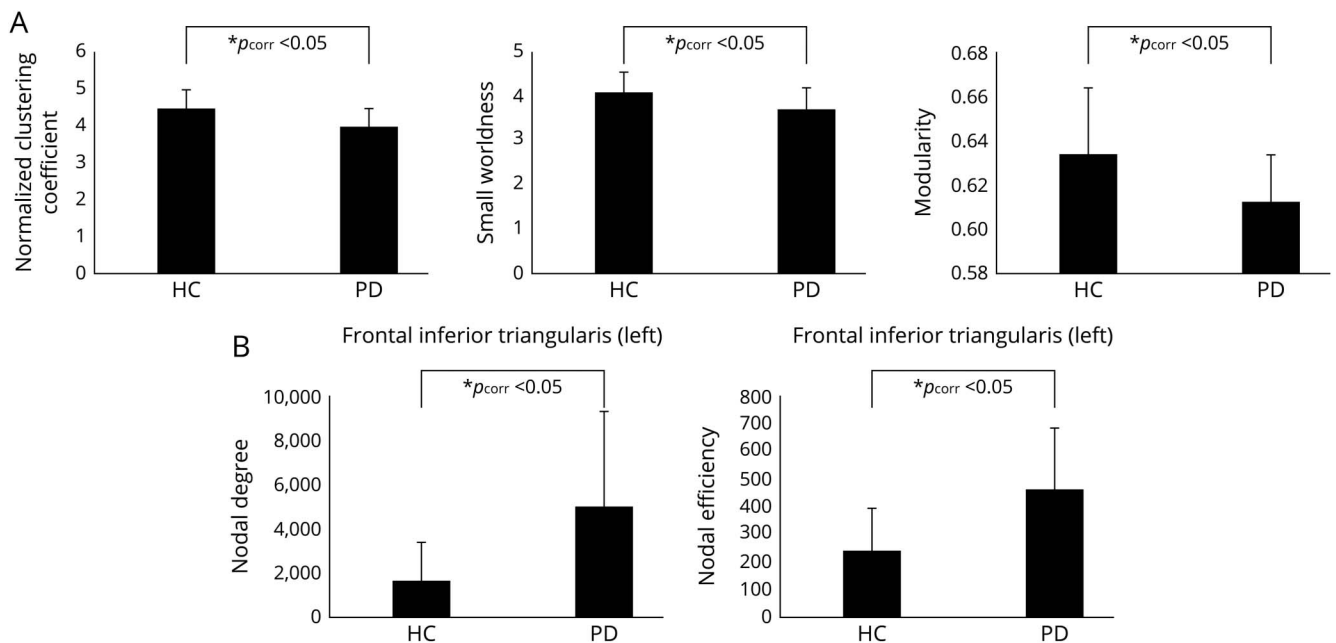 A
Normalized clustering
coefficient
6
5
4
3
2
1
0
*pcorr <0.05
HC
PD
Small worldness
5
4
3
2
1
0
*pcorr <0.05
HC
PD
Modularity
0.68
0.66
0.64
0.62
0.60
0.58
*pcorr <0.05
HC
PD
B
Frontal inferior triangularis (left)
Nodal degree
10,000
8,000
6,000
4,000
2,000
0
*pcorr <0.05
HC
PD
Frontal inferior triangularis (left)
Nodal efficiency
800
700
600
500
400
300
200
100
0
*pcorr <0.05
HC
PD